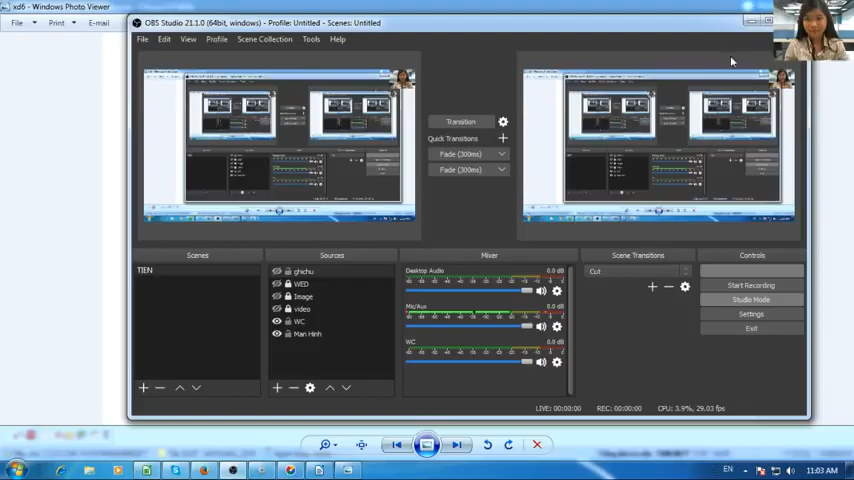 xd6 - Windows Photo Viewer
File Print E-mail
OBS Studio 21.1.0 (64bit, windows) - Profile: Untitled - Scenes: Untitled
File Edit View Profile Scene Collection Tools Help
Transition
Quick Transitions
Fade (300ms)
Fade (300ms)
Scenes Sources Mixer Scene Transitions Controls
TIEN
ghichu
WED
Image
video
WC
Man Hinh
Desktop Audio 0.0 dB
Mic/Aux 0.0 dB
WC 0.0 dB
Cut
Start Recording
Studio Mode
Settings
Exit
LIVE: 00:00:00 REC: 00:00:00 CPU: 3.9%, 29.03 fps
EN 11:03 AM